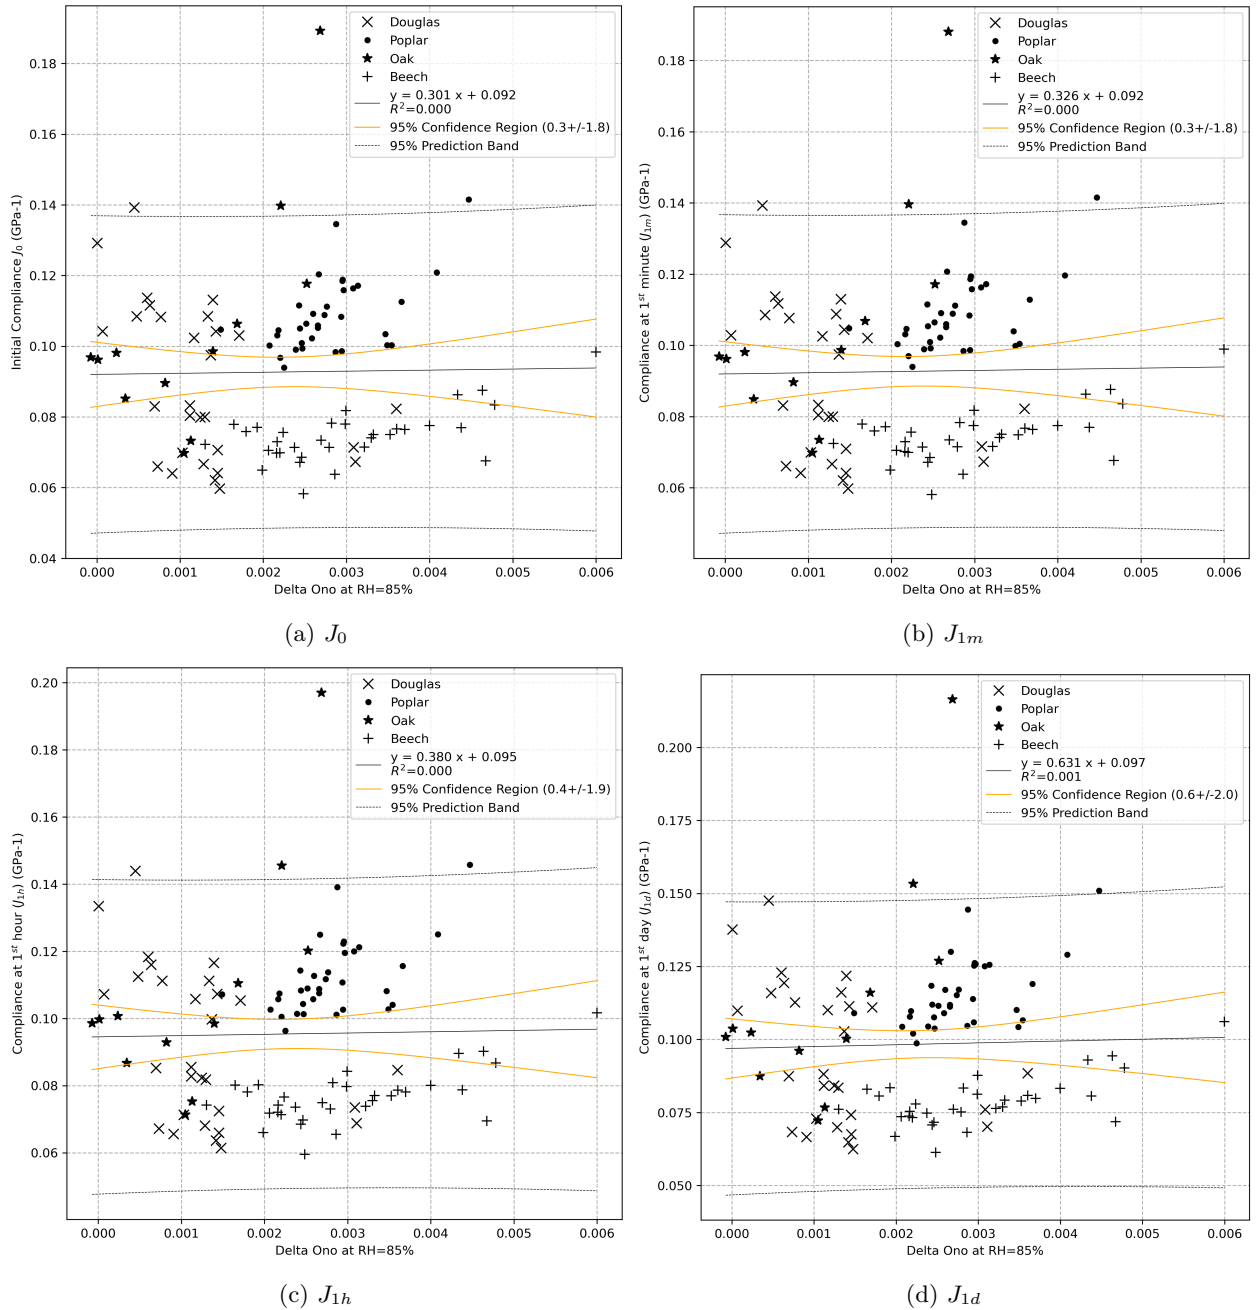 0.18
0.16
0.14
0.12
0.10
0.08
0.06
0.04
Initial Compliance J0 (GPa-1)
Douglas
Poplar
Oak
Beech
y = 0.301 x + 0.092
R²=0.000
95% Confidence Region (0.3+/-1.8)
95% Prediction Band
0.000 0.001 0.002 0.003 0.004 0.005 0.006
Delta Ono at RH=85%
(a) J0
0.18
0.16
0.14
0.12
0.10
0.08
0.06
Compliance at 1st minute (J1m) (GPa-1)
Douglas
Poplar
Oak
Beech
y = 0.326 x + 0.092
R²=0.000
95% Confidence Region (0.3+/-1.8)
95% Prediction Band
0.000 0.001 0.002 0.003 0.004 0.005 0.006
Delta Ono at RH=85%
(b) J1m
0.20
0.18
0.16
0.14
0.12
0.10
0.08
0.06
Compliance at 1st hour (J1h) (GPa-1)
Douglas
Poplar
Oak
Beech
y = 0.380 x + 0.095
R²=0.000
95% Confidence Region (0.4+/-1.9)
95% Prediction Band
0.000 0.001 0.002 0.003 0.004 0.005 0.006
Delta Ono at RH=85%
(c) J1h
0.200
0.175
0.150
0.125
0.100
0.075
0.050
Compliance at 1st day (J1d) (GPa-1)
Douglas
Poplar
Oak
Beech
y = 0.631 x + 0.097
R²=0.001
95% Confidence Region (0.6+/-2.0)
95% Prediction Band
0.000 0.001 0.002 0.003 0.004 0.005 0.006
Delta Ono at RH=85%
(d) J1d